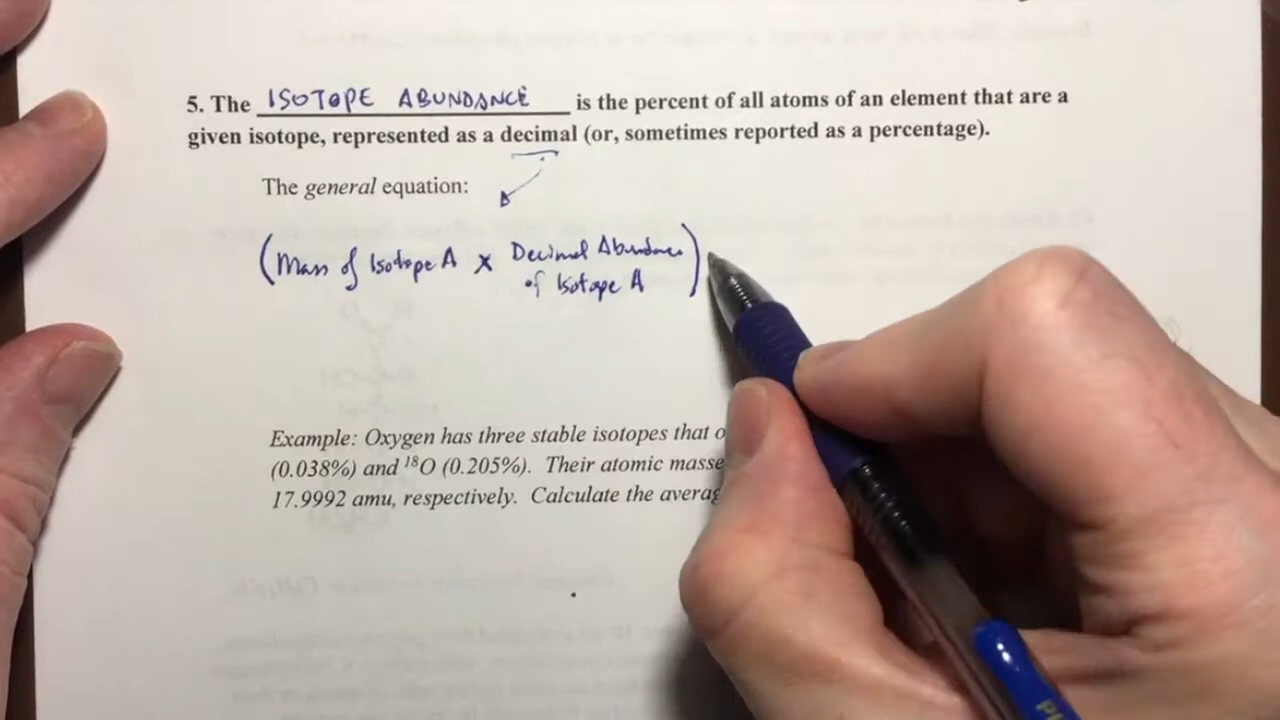 5. The ISOTOPE ABUNDANCE is the percent of all atoms of an element that are a
given isotope, represented as a decimal (or, sometimes reported as a percentage).
The general equation:
(Mass of Isotope A x Decimal Abundance
of Isotope A)
Example: Oxygen has three stable isotopes that
(0.038%) and ¹⁸O (0.205%). Their atomic
17.9992 amu, respectively. Calculate the